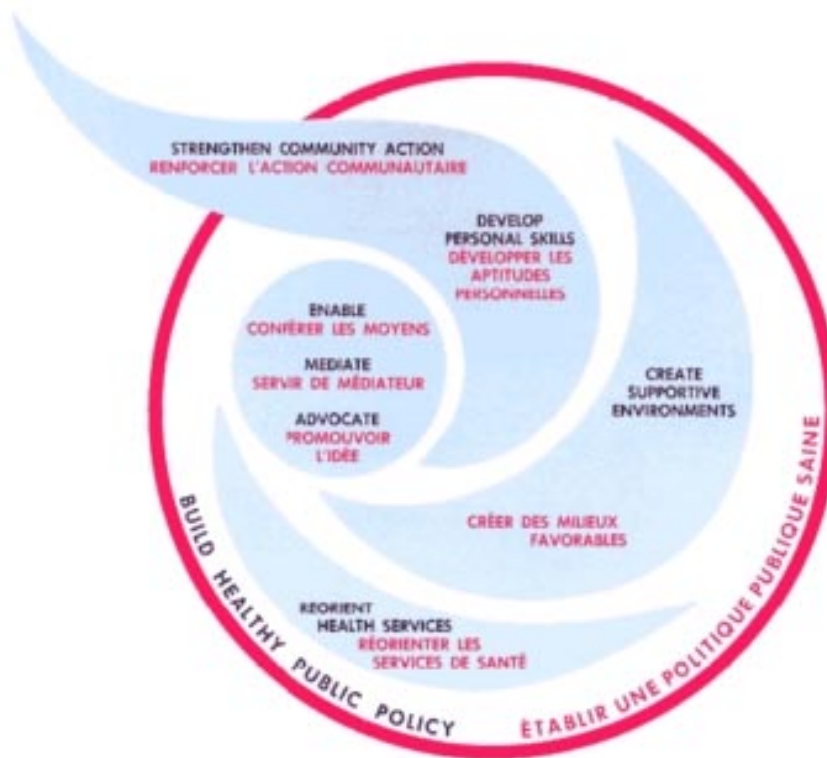 STRENGTHEN COMMUNITY ACTION
RENFORCER L'ACTION COMMUNAUTAIRE
DEVELOP
PERSONAL SKILLS
DÉVELOPPER LES
APTITUDES
PERSONNELLES
ENABLE
CONFÉRER LES MOYENS
MEDIATE
SERVIR DE MÉDIATEUR
ADVOCATE
PROMOUVOIR
L'IDÉE
CREATE
SUPPORTIVE
ENVIRONMENTS
CRÉER DES MILIEUX
FAVORABLES
REORIENT
HEALTH SERVICES
RÉORIENTER LES
SERVICES DE SANTÉ
BUILD HEALTHY PUBLIC POLICY
ÉTABLIR UNE POLITIQUE PUBLIQUE SAINE